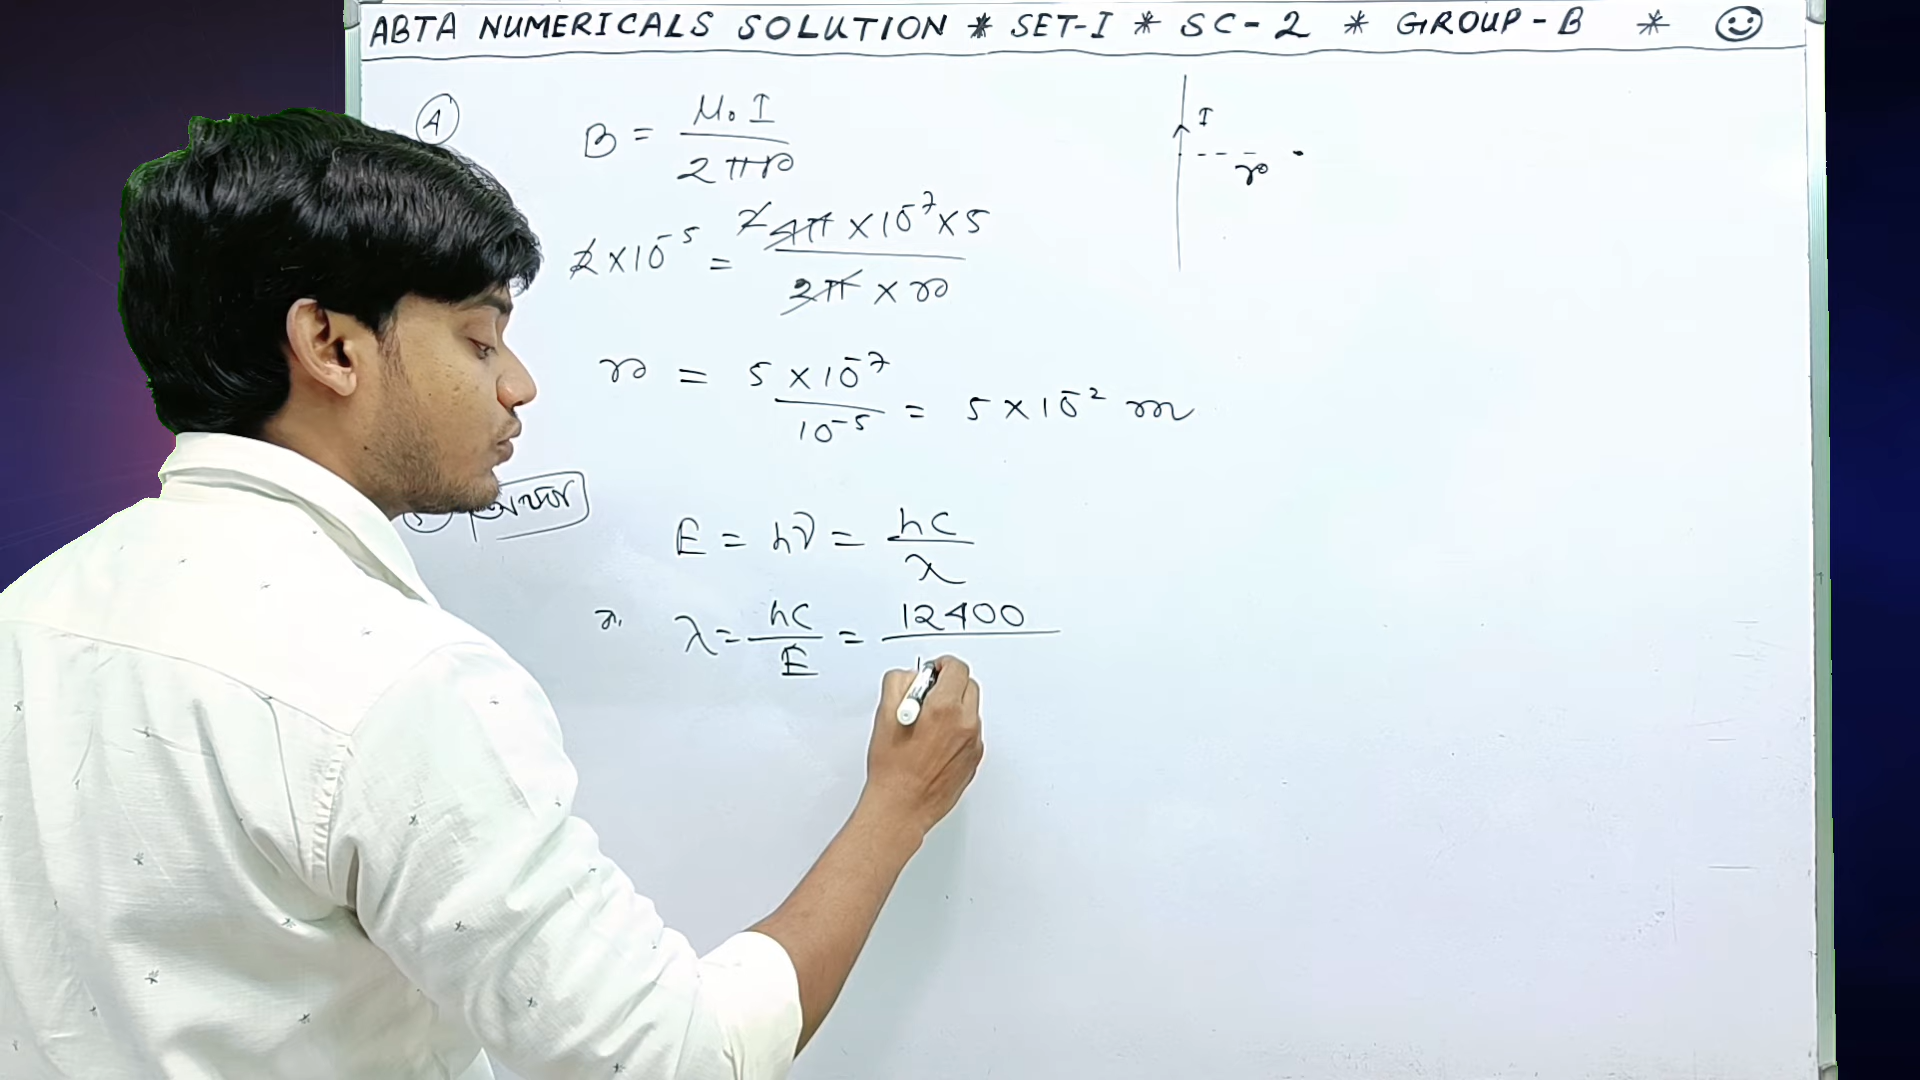 ABTA NUMERICALS SOLUTION * SET-I * SC-2 * GROUP-B * ☺
A
B = μ₀I / 2πr
I
r
2×10⁻⁵ = 2 4π×10⁻⁷×5 / 2π×r
r = 5×10⁻⁷ / 10⁻⁵ = 5×10⁻² m
অথবা
E = hν = hc / λ
λ = hc / E = 12400